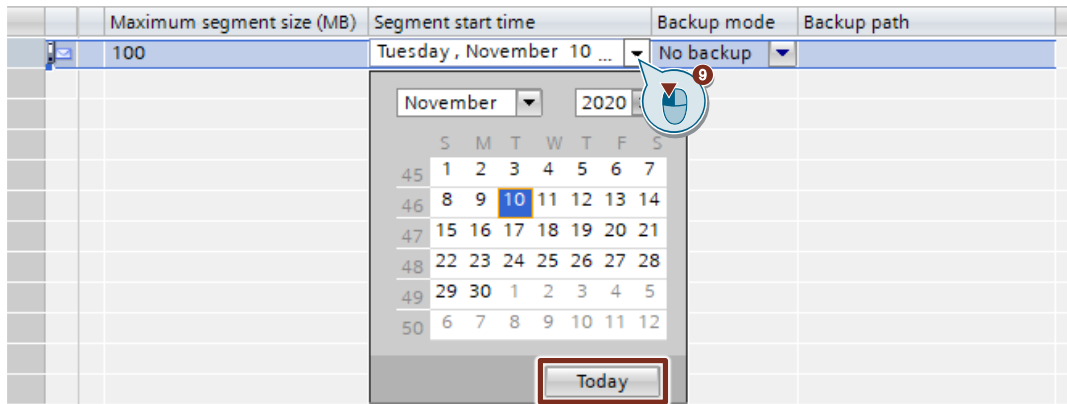 Maximum segment size (MB) Segment start time Backup mode Backup path
100 Tuesday , November 10 ... No backup
9
November 2020
S M T W T F S
45 1 2 3 4 5 6 7
46 8 9 10 11 12 13 14
47 15 16 17 18 19 20 21
48 22 23 24 25 26 27 28
49 29 30 1 2 3 4 5
50 6 7 8 9 10 11 12
Today